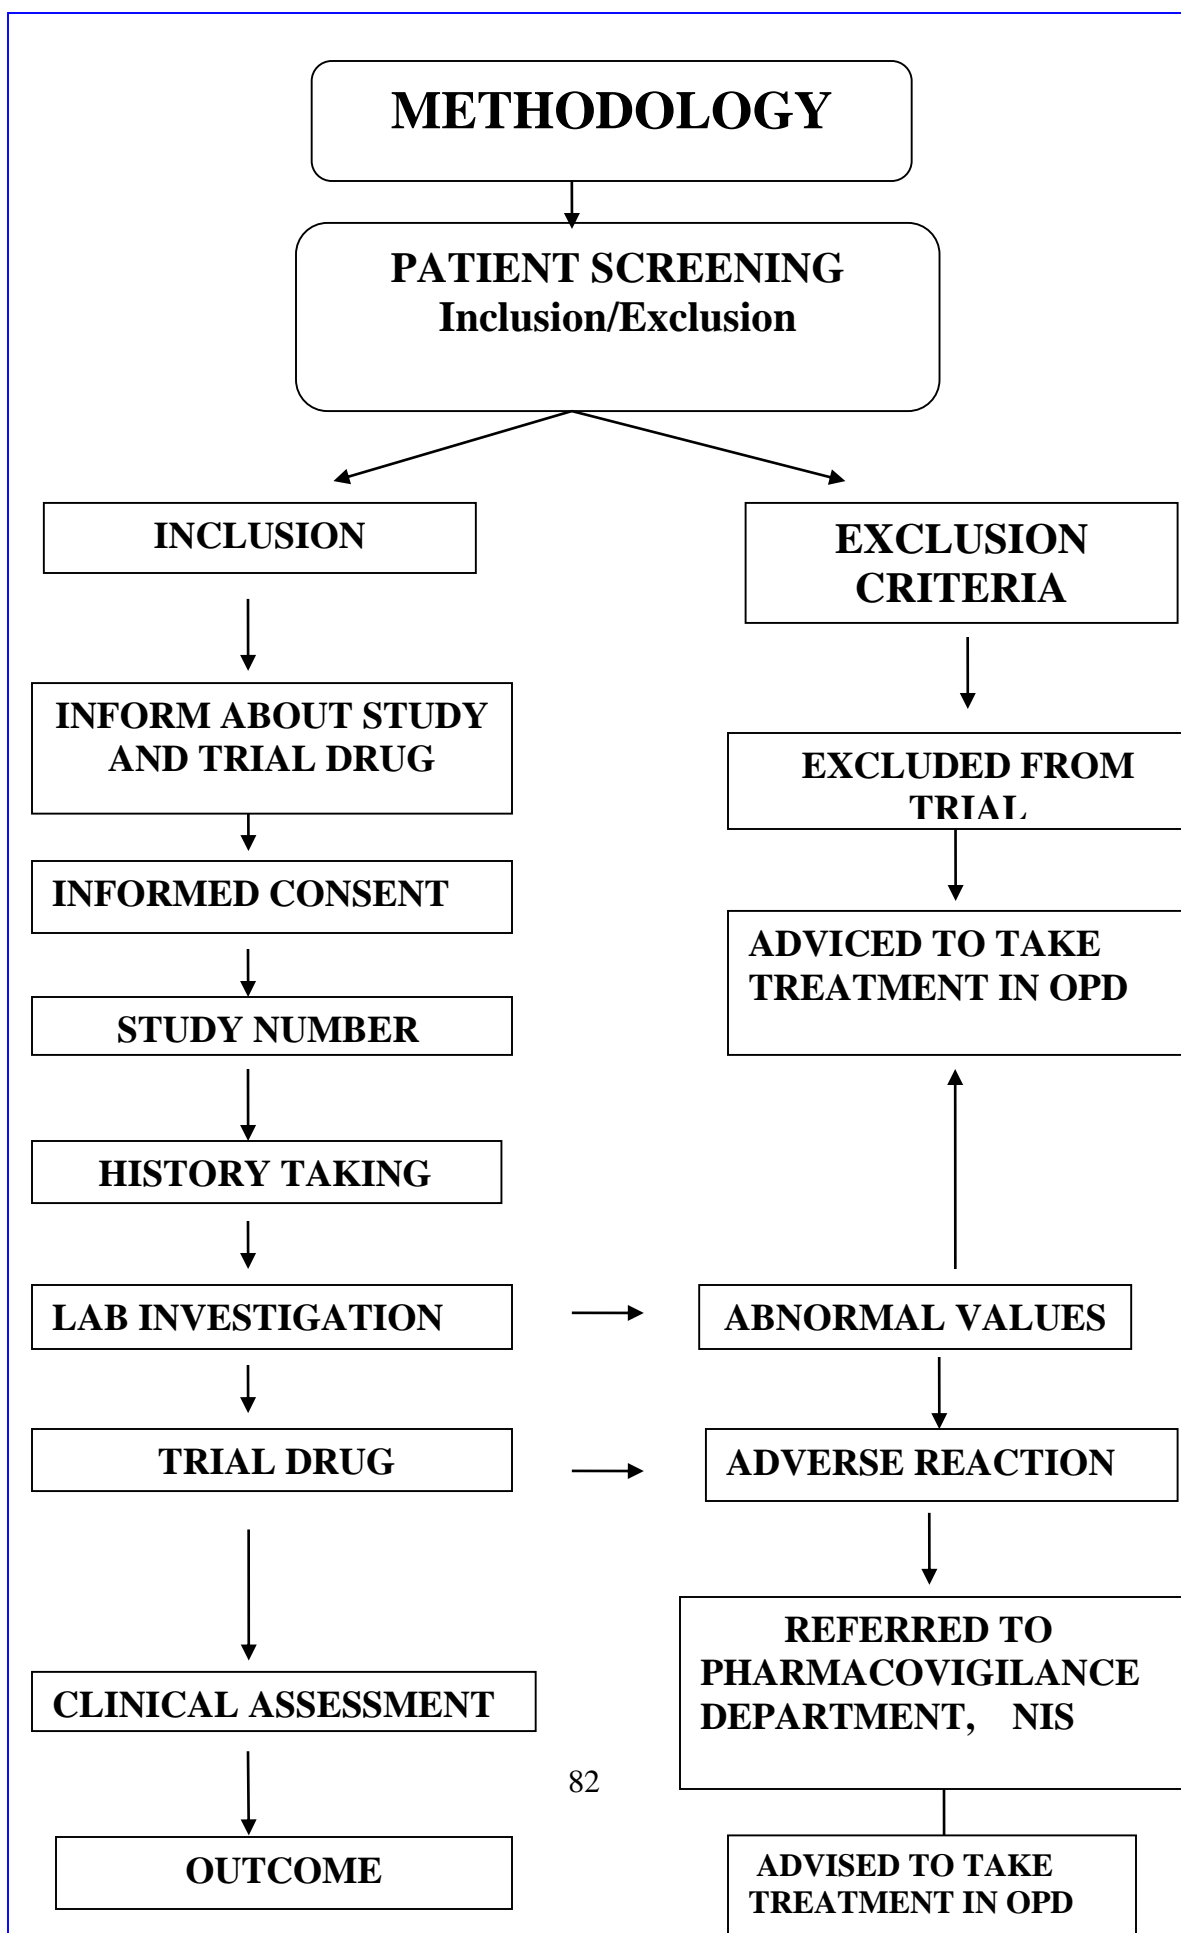 METHODOLOGY
PATIENT SCREENING
Inclusion/Exclusion
INCLUSION
EXCLUSION
CRITERIA
INFORM ABOUT STUDY
AND TRIAL DRUG
EXCLUDED FROM
TRIAL
INFORMED CONSENT
ADVICED TO TAKE
TREATMENT IN OPD
STUDY NUMBER
HISTORY TAKING
LAB INVESTIGATION
ABNORMAL VALUES
TRIAL DRUG
ADVERSE REACTION
REFERRED TO
PHARMACOVIGILANCE
DEPARTMENT, NIS
CLINICAL ASSESSMENT
82
OUTCOME
ADVISED TO TAKE
TREATMENT IN OPD